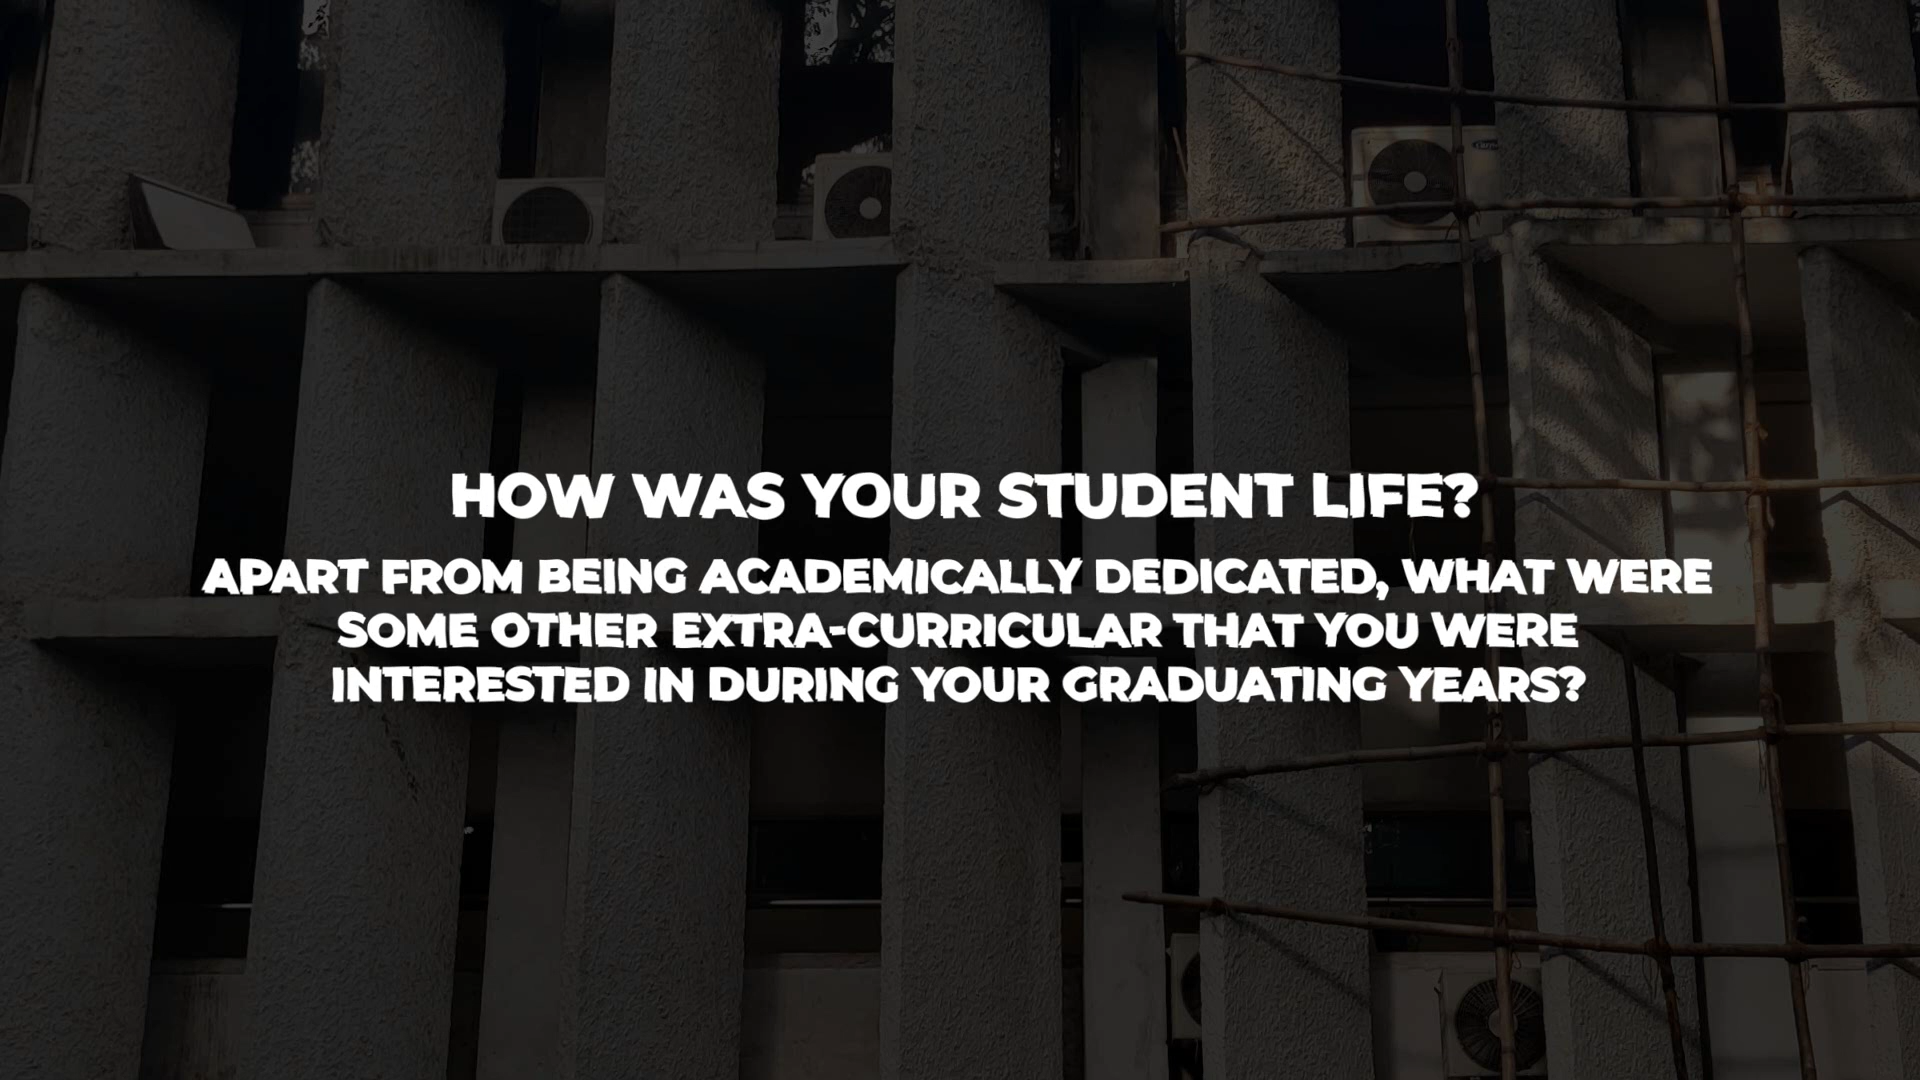 HOW WAS YOUR STUDENT LIFE?
APART FROM BEING ACADEMICALLY DEDICATED, WHAT WERE
SOME OTHER EXTRA-CURRICULAR THAT YOU WERE
INTERESTED IN DURING YOUR GRADUATING YEARS?